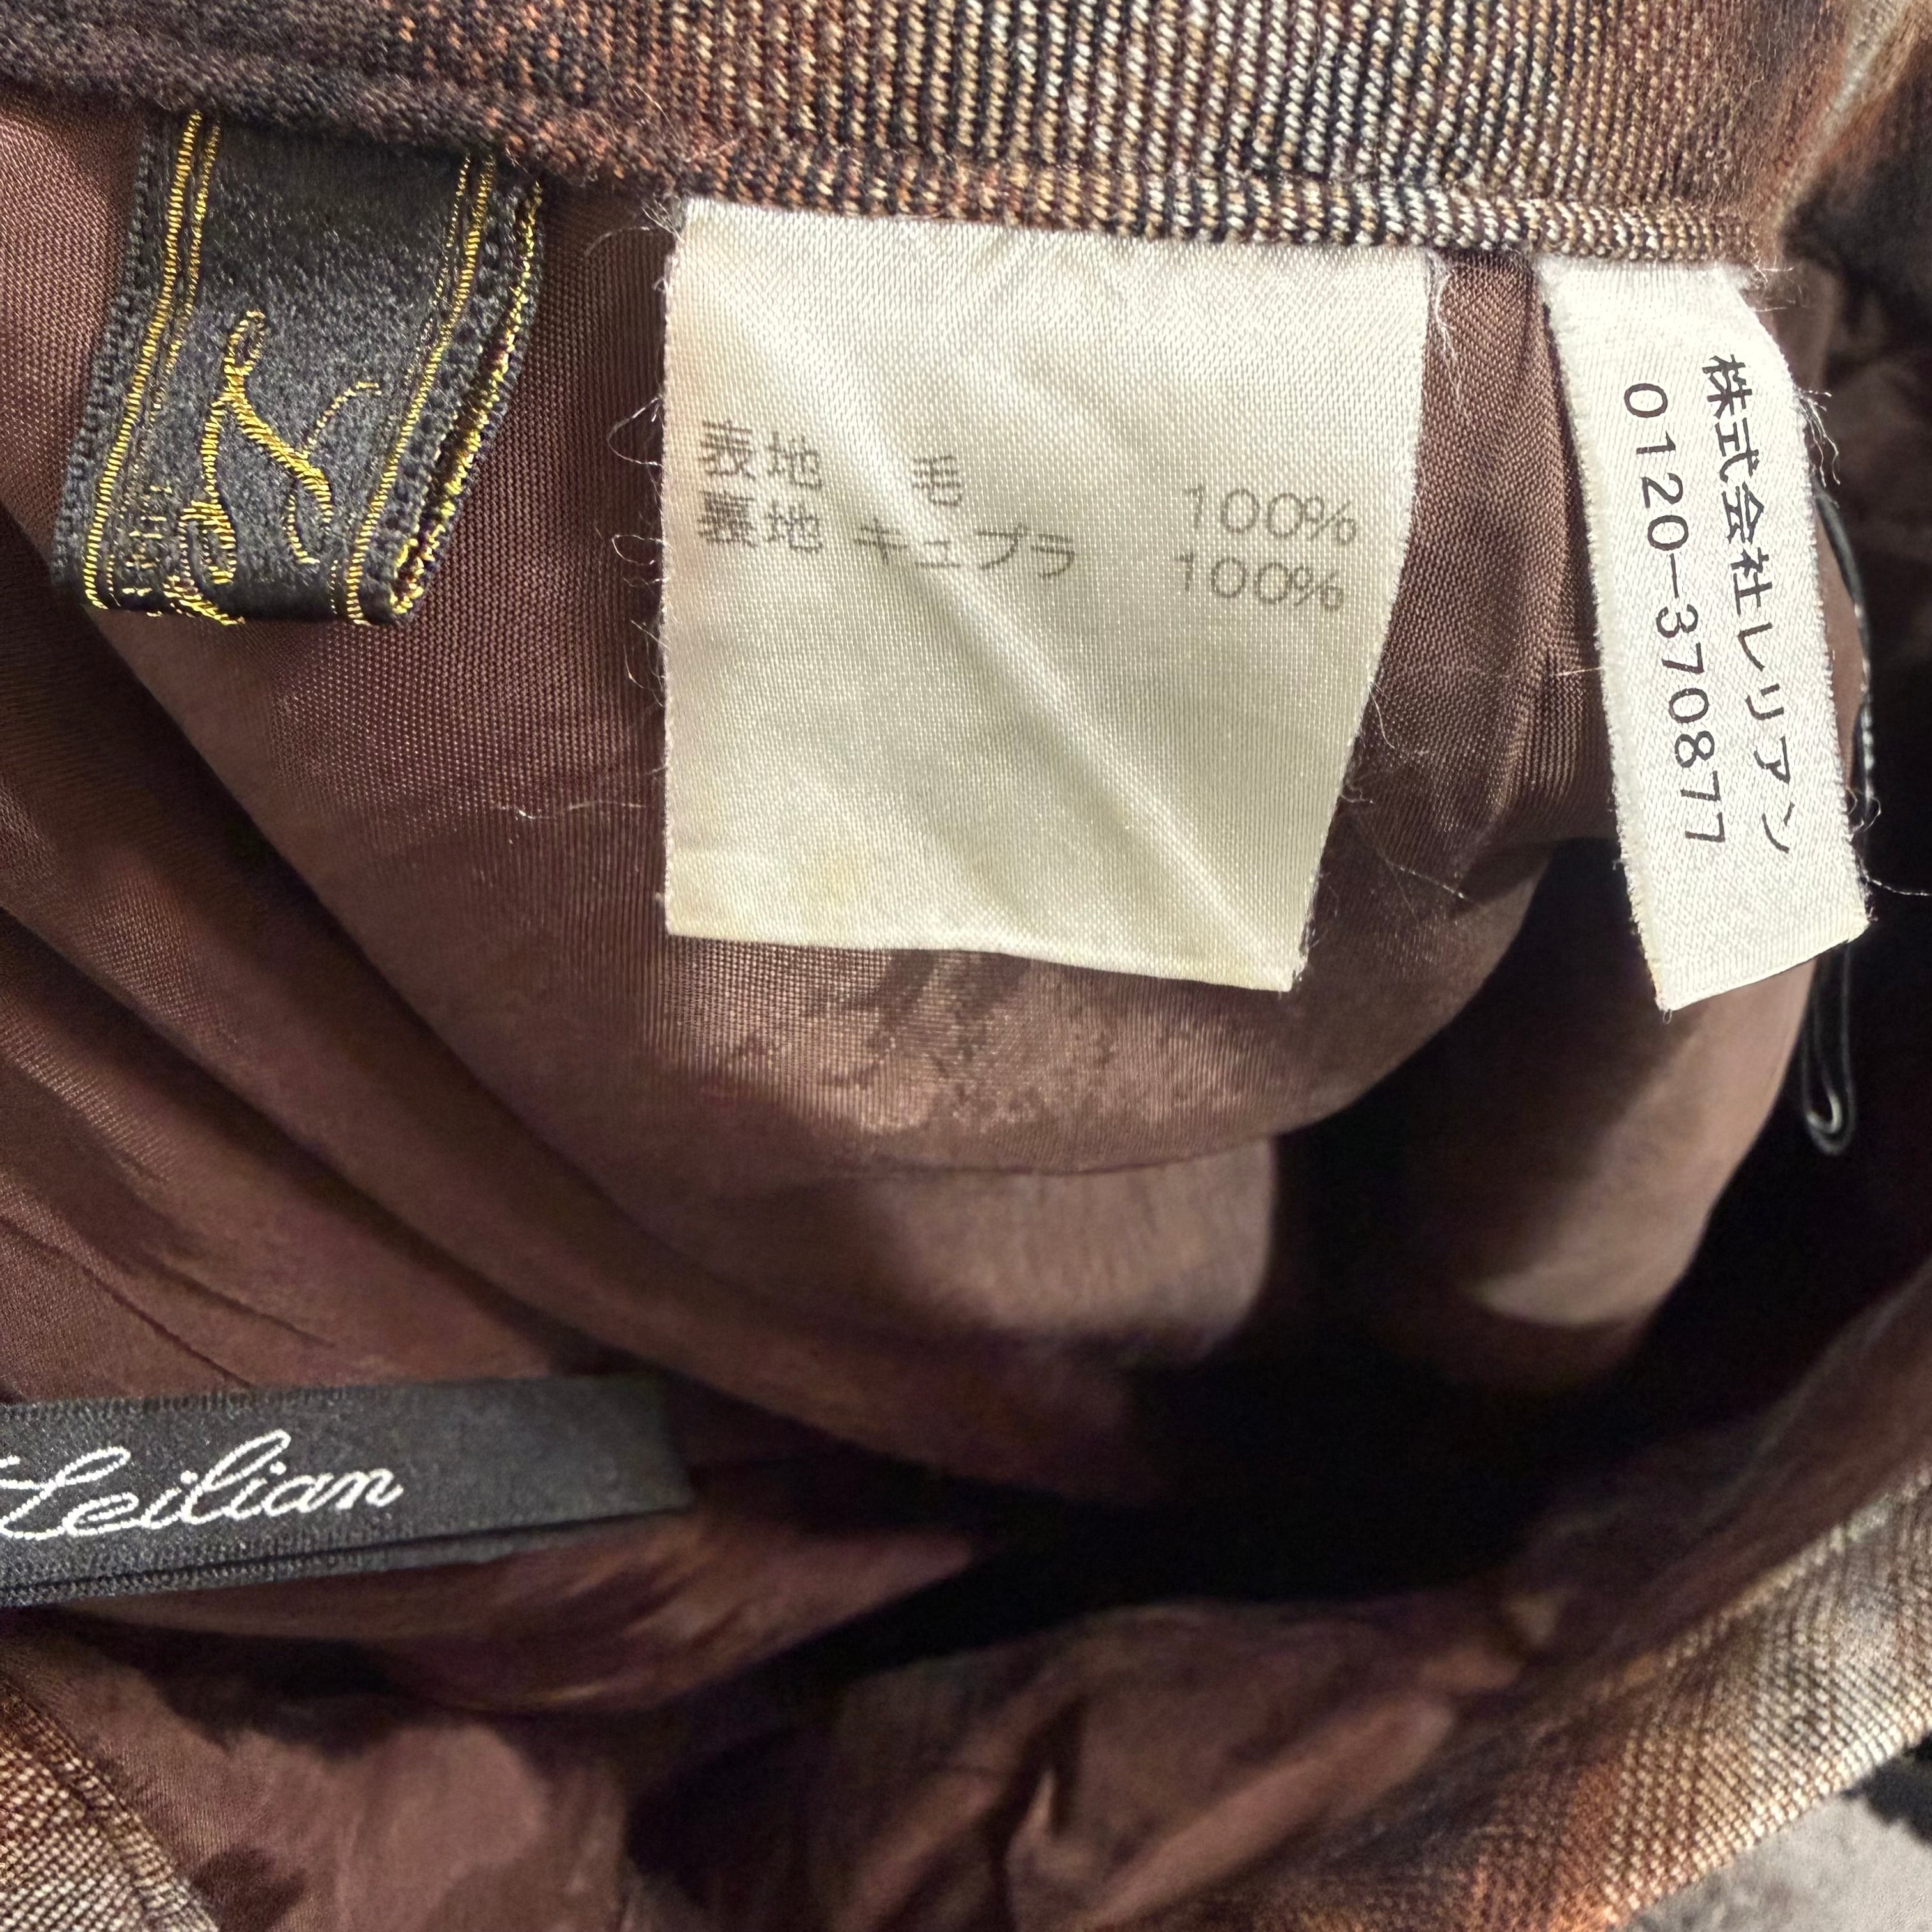 表地 毛 100%
裏地 キュプラ 100%
株式会社レリアン
0120-370877
Leilian